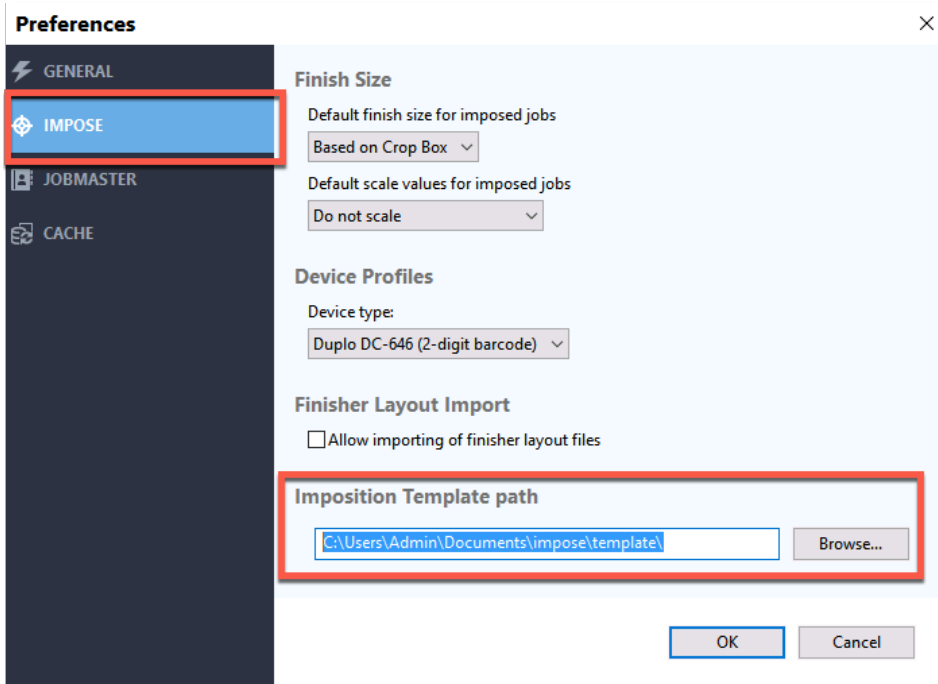 Preferences
GENERAL
IMPOSE
JOBMASTER
CACHE
Finish Size
Default finish size for imposed jobs
Based on Crop Box
Default scale values for imposed jobs
Do not scale
Device Profiles
Device type:
Duplo DC-646 (2-digit barcode)
Finisher Layout Import
Allow importing of finisher layout files
Imposition Template path
C:\Users\Admin\Documents\impose\template\
Browse...
OK
Cancel